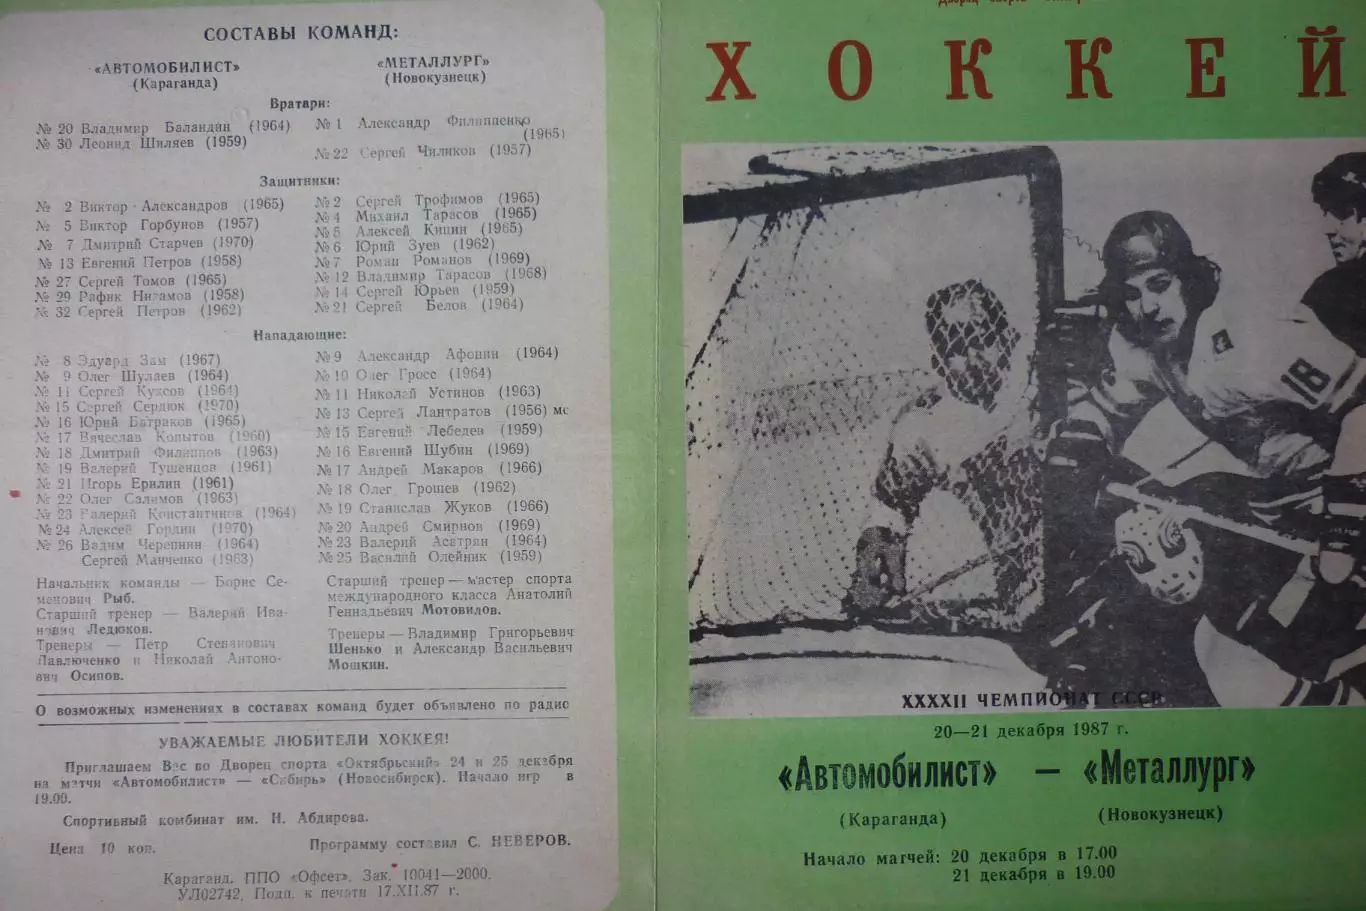 СОСТАВЫ КОМАНД:
«АВТОМОБИЛИСТ»
(Караганда)
«МЕТАЛЛУРГ»
(Новокузнецк)
Вратари:
№ 20 Владимир Баландин (1964)
№ 30 Леонид Шиляев (1959)
№ 1 Александр Филиппенко (1965)
№ 22 Сергей Чиликов (1957)
Защитники:
№ 2 Виктор Александров (1965)
№ 5 Виктор Горбунов (1957)
№ 7 Дмитрий Старчев (1970)
№ 13 Евгений Петров (1958)
№ 27 Сергей Томов (1965)
№ 29 Рафик Нигамов (1958)
№ 32 Сергей Петров (1962)
№ 2 Сергей Трофимов (1965)
№ 4 Михаил Тарасов (1965)
№ 5 Алексей Кицин (1965)
№ 6 Юрий Зуев (1962)
№ 7 Роман Романов (1969)
№ 12 Владимир Тарасов (1968)
№ 14 Сергей Юрьев (1959)
№ 21 Сергей Белов (1964)
Нападающие:
№ 8 Эдуард Зам (1967)
№ 9 Олег Шулаев (1964)
№ 11 Сергей (1964)
№ 15 Сергей Сердюк (1970)
№ 16 Юрий Батраков (1965)
№ 17 Вячеслав Копытов (1960)
№ 18 Дмитрий Филиппов (1963)
№ 19 Валерий Тушенцов (1961)
№ 21 Игорь Ерилин (1961)
№ 22 Олег Салимов (1963)
№ 23 Валерий Константинов (1964)
№ 24 Алексей Гордин (1970)
№ 26 Вадим Черепнин (1964)
Сергей Манченко (1963)
№ 9 Александр Афонин (1964)
№ 10 Олег Гросс (1964)
№ 11 Николай Устинов (1963)
№ 13 Сергей Лантратов (1956) мс
№ 15 Евгений Лебедев (1959)
№ 16 Евгений Шубин (1969)
№ 17 Андрей Макаров (1966)
№ 18 Олег Грошев (1962)
№ 19 Станислав Жуков (1966)
№ 20 Андрей Смирнов (1969)
№ 23 Валерий Асатрян (1964)
№ 25 Василий Олейник (1959)
Начальник команды — Борис Се-
менович Рыб.
Старший тренер — Валерий Ива-
нович Ледюков.
Тренеры — Петр Степанович
Павлюченко и Николай Антоно-
вич Осипов.
Старший тренер — мастер спорта
международного класса Анатолий
Геннадьевич Мотовилов.
Тренеры — Владимир Григорьевич
Шенько и Александр Васильевич
Мошкин.
О возможных изменениях в составах команд будет объявлено по радио
УВАЖАЕМЫЕ ЛЮБИТЕЛИ ХОККЕЯ!
Приглашаем Вас во Дворец спорта «Октябрьский» 24 и 25 декабря
на матчи «Автомобилист» — «Сибирь» (Новосибирск). Начало игр в
19.00.
Спортивный комбинат им. Н. Абдирова.
Цена 10 коп.
Программу составил С. НЕВЕРОВ.
Караганд. ППО «Офсет». Зак. 10041—2000.
УЛ02742, Подп. к печати 17.XII.87 г.
ХОККЕЙ
18
XXXXII ЧЕМПИОНАТ СССР
20—21 декабря 1987 г.
«Автомобилист» — «Металлург»
(Караганда)
(Новокузнецк)
Начало матчей: 20 декабря в 17.00
21 декабря в 19.00